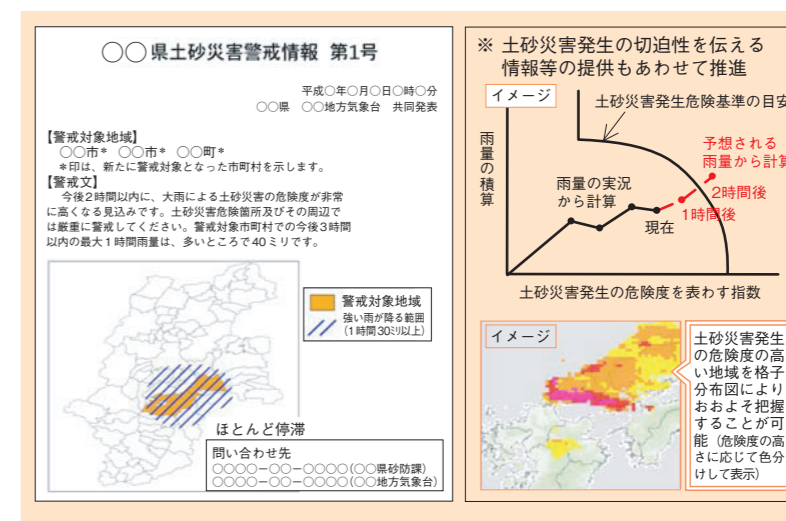 ○○県土砂災害警戒情報 第1号
平成○年○月○日○時○分
○○県 ○○地方気象台 共同発表
【警戒対象地域】
○○市* ○○市* ○○町*
*印は、新たに警戒対象となった市町村を示します。
【警戒文】
今後2時間以内に、大雨による土砂災害の危険度が非常
に高くなる見込みです。土砂災害危険箇所及びその周辺で
は厳重に警戒してください。警戒対象市町村での今後3時間
以内の最大1時間雨量は、多いところで40ミリです。
警戒対象地域
強い雨が降る範囲
(1時間30ミリ以上)
ほとんど停滞
問い合わせ先
○○○○−○○−○○○○(○○県砂防課)
○○○○−○○−○○○○(○○地方気象台)
※ 土砂災害発生の切迫性を伝える
情報等の提供もあわせて推進
イメージ
土砂災害発生危険基準の目安
雨量の積算
予想される
雨量から計算
雨量の実況
から計算
2時間後
1時間後
現在
土砂災害発生の危険度を表わす指数
イメージ
土砂災害発生
の危険度の高
い地域を格子
分布図により
おおよそ把握
することが可
能(危険度の高
さに応じて色分
けして表示)